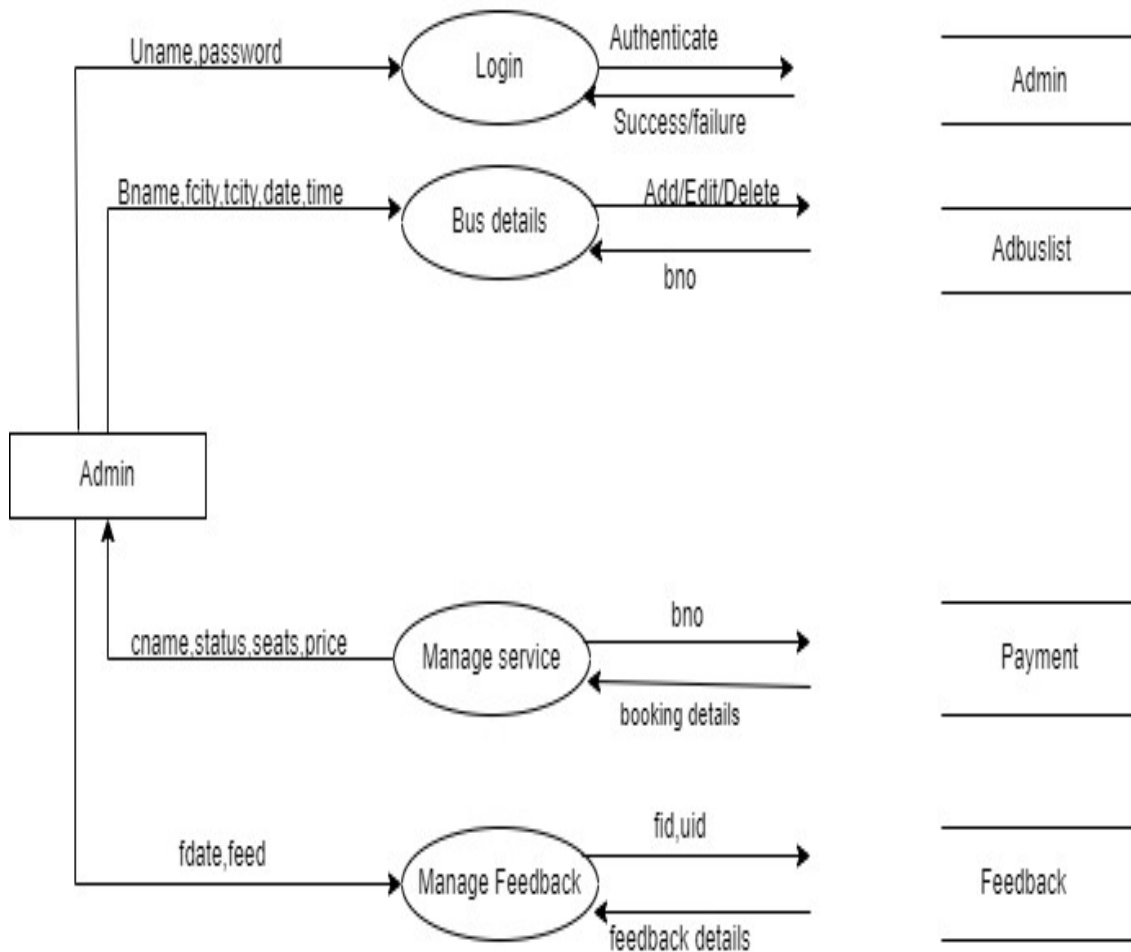 Uname,password
Login
Authenticate
Success/failure
Admin
Bname,fcity,tcity,date,time
Bus details
Add/Edit/Delete
bno
Adbuslist
Admin
cname,status,seats,price
Manage service
bno
booking details
Payment
fdate,feed
Manage Feedback
fid,uid
feedback details
Feedback